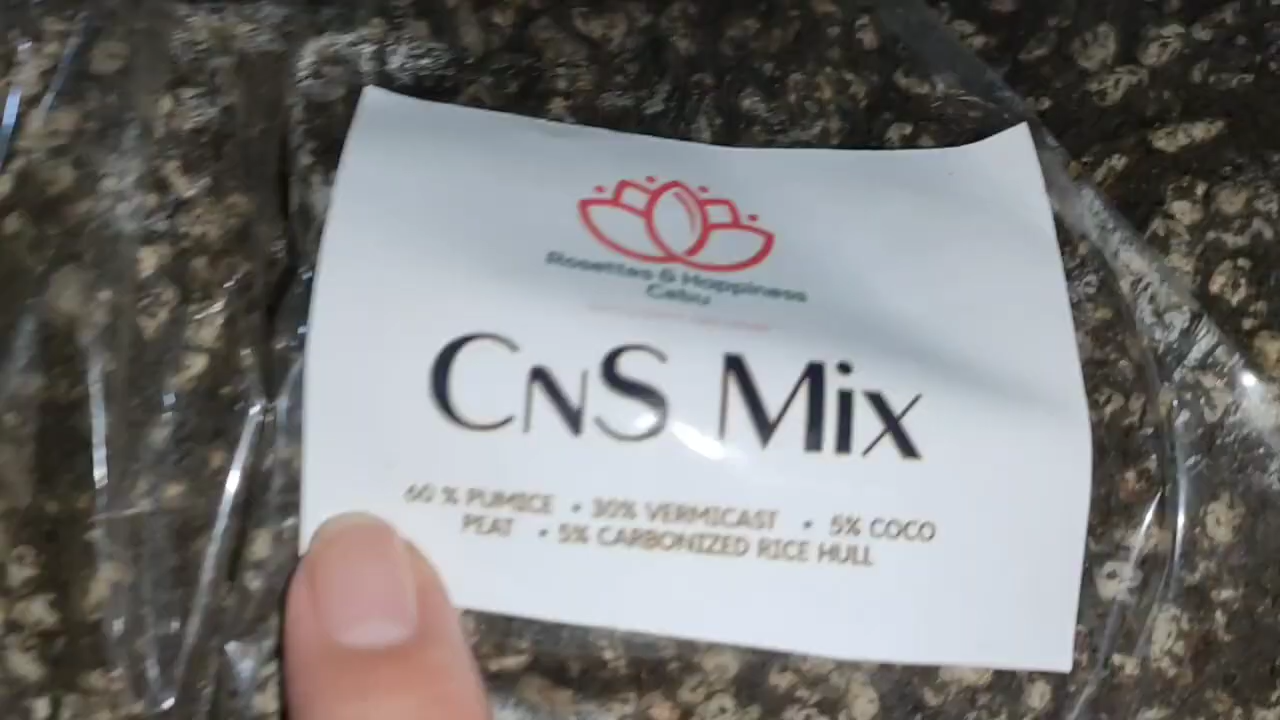 Rosettes & Happiness
Cebu
CNS Mix
60 % PUMICE • 30% VERMICAST • 5% COCO
PEAT • 5% CARBONIZED RICE HULL